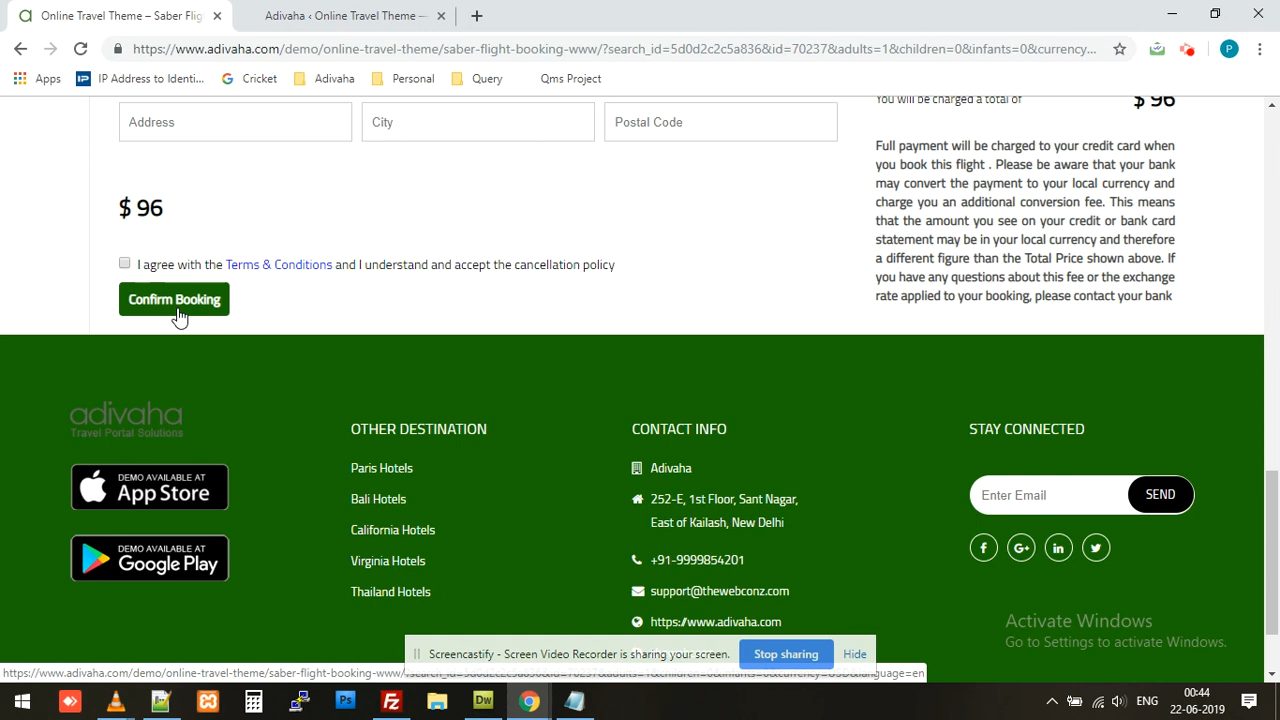 Online Travel Theme – Saber Flig
Adivaha ‹ Online Travel Theme —
https://www.adivaha.com/demo/online-travel-theme/saber-flight-booking-www/?search_id=5d0d2c2c5a836&id=70237&adults=1&children=0&infants=0&currency...
P
Apps
IP
IP Address to Identi...
Cricket
Adivaha
Personal
Query
Qms Project
You will be charged a total of $ 96
Address
City
Postal Code
Full payment will be charged to your credit card when
you book this flight . Please be aware that your bank
may convert the payment to your local currency and
charge you an additional conversion fee. This means
that the amount you see on your credit or bank card
statement may be in your local currency and therefore
a different figure than the Total Price shown above. If
you have any questions about this fee or the exchange
rate applied to your booking, please contact your bank
$ 96
I agree with the Terms & Conditions and I understand and accept the cancellation policy
Confirm Booking
adivaha
Travel Portal Solutions
DEMO AVAILABLE AT
App Store
DEMO AVAILABLE AT
Google Play
OTHER DESTINATION
Paris Hotels
Bali Hotels
California Hotels
Virginia Hotels
Thailand Hotels
CONTACT INFO
Adivaha
252-E, 1st Floor, Sant Nagar,
East of Kailash, New Delhi
+91-9999854201
support@thewebconz.com
https://www.adivaha.com
STAY CONNECTED
Enter Email
SEND
Activate Windows
Go to Settings to activate Windows.
Screencastify - Screen Video Recorder is sharing your screen.
Stop sharing
Hide
ENG
00:44
22-06-2019